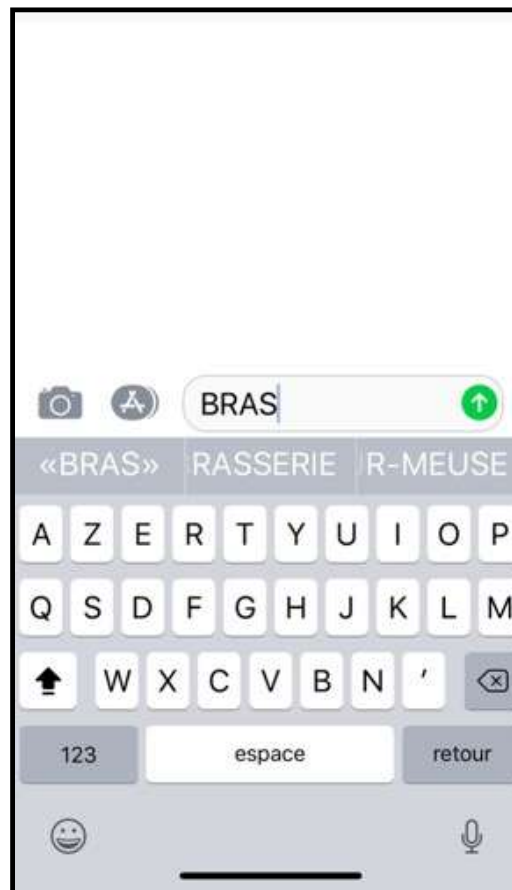 BRAS
«BRAS» RASSERIE R-MEUSE
A Z E R T Y U I O P
Q S D F G H J K L M
W X C V B N ′
123 espace retour